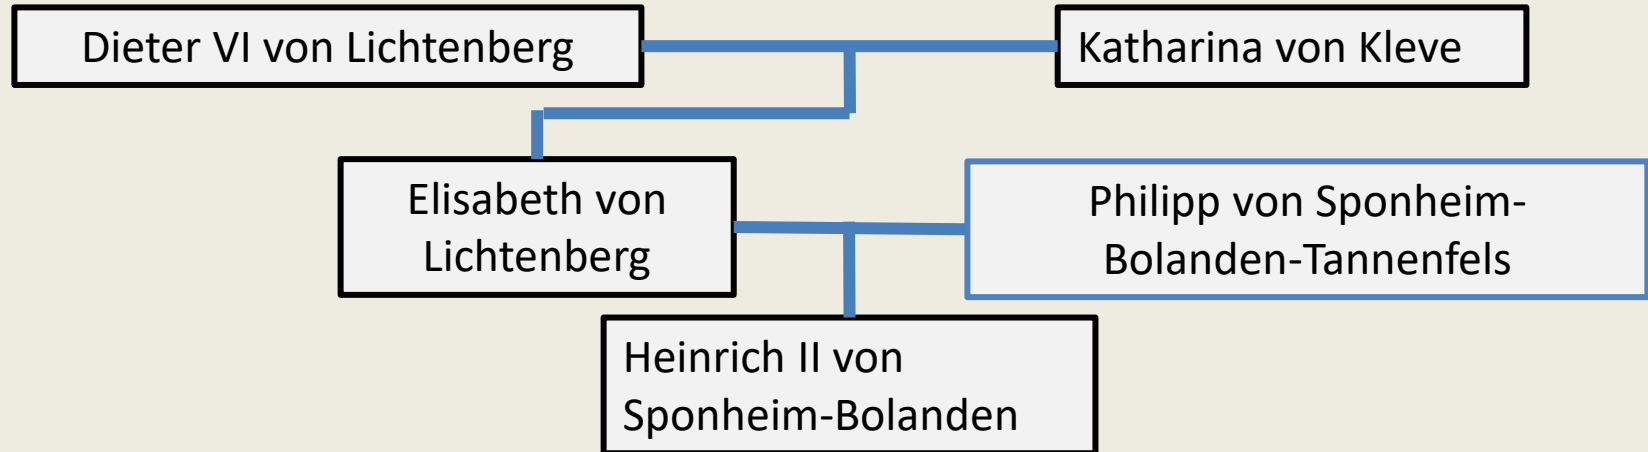 Dieter VI von Lichtenberg
Katharina von Kleve
Elisabeth von
Lichtenberg
Philipp von Sponheim-
Bolanden-Tannenfels
Heinrich II von
Sponheim-Bolanden